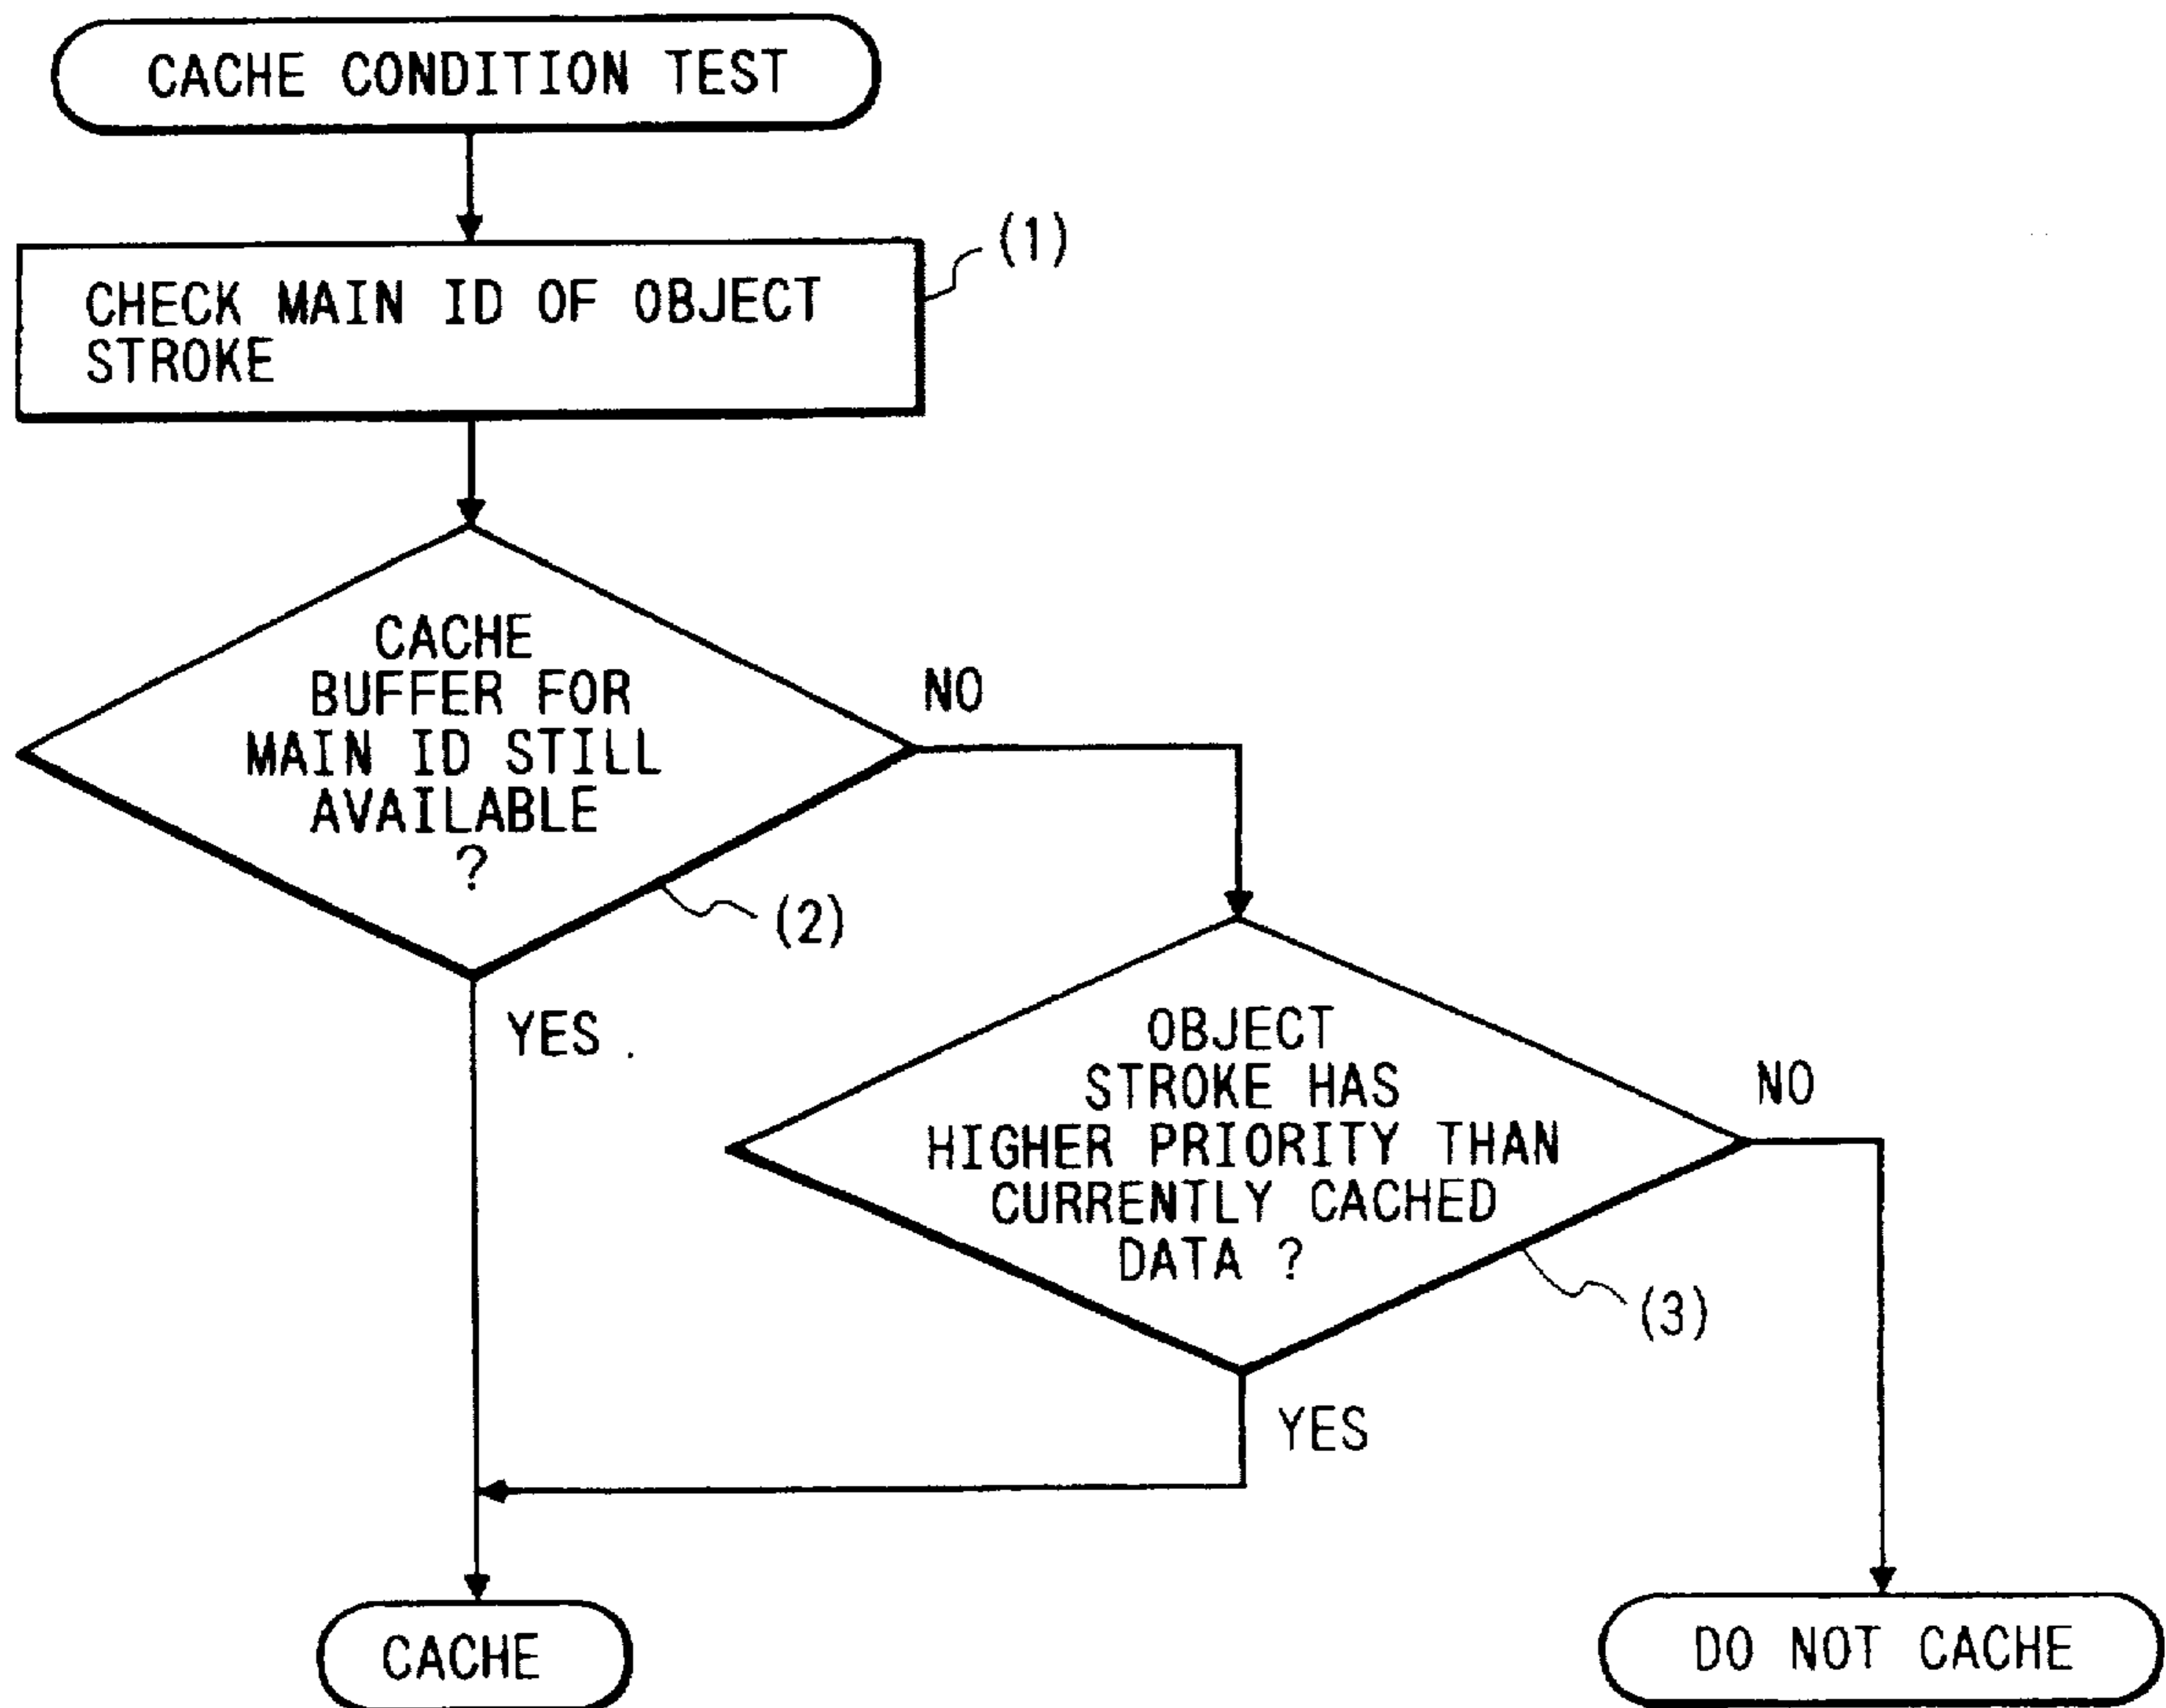 CACHE CONDITION TEST
(1)
CHECK MAIN ID OF OBJECT
STROKE
CACHE
BUFFER FOR
MAIN ID STILL
AVAILABLE
?
NO
(2)
YES
OBJECT
STROKE HAS
HIGHER PRIORITY THAN
CURRENTLY CACHED
DATA ?
NO
(3)
YES
CACHE
DO NOT CACHE